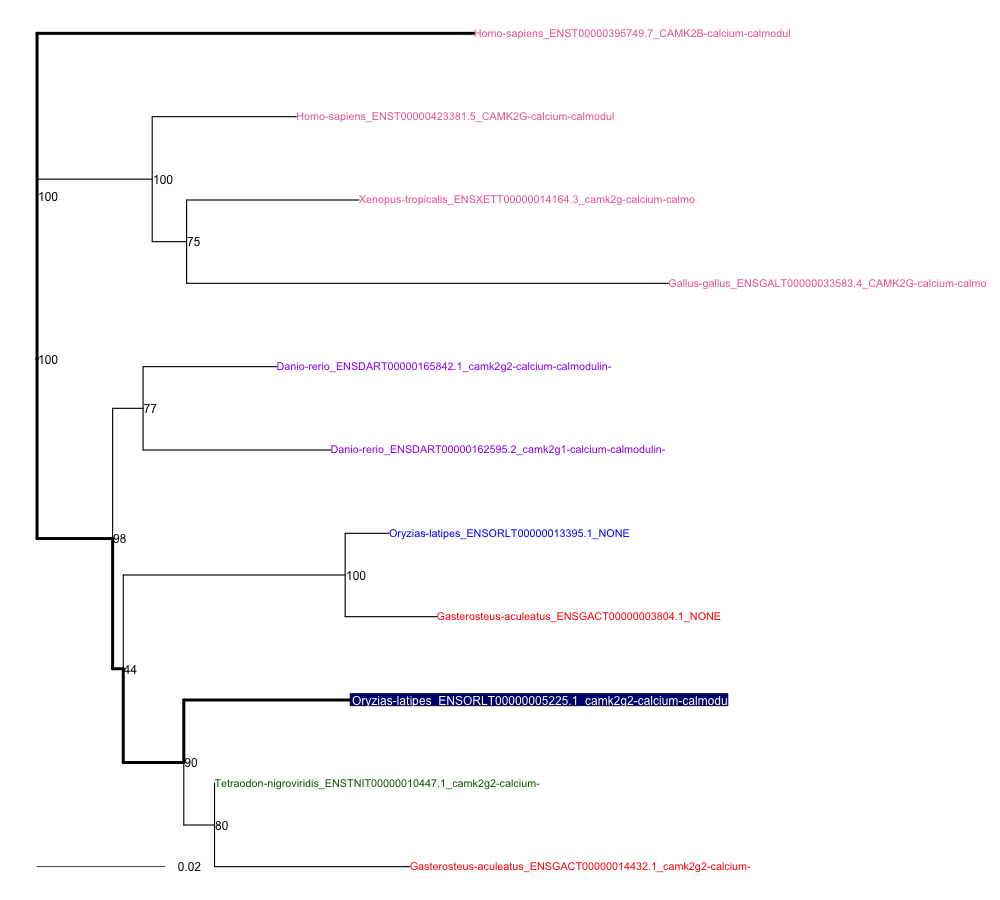 Homo-sapiens_ENST00000395749.7_CAMK2B-calcium-calmodul
Homo-sapiens_ENST00000423381.5_CAMK2G-calcium-calmodul
100
100
Xenopus-tropicalis_ENSXETT00000014164.3_camk2g-calcium-calmo
75
Gallus-gallus_ENSGALT00000033583.4_CAMK2G-calcium-calmo
100
Danio-rerio_ENSDART00000165842.1_camk2g2-calcium-calmodulin-
77
Danio-rerio_ENSDART00000162595.2_camk2g1-calcium-calmodulin-
Oryzias-latipes_ENSORLT00000013395.1_NONE
98
100
Gasterosteus-aculeatus_ENSGACT00000003804.1_NONE
44
Oryzias-latipes_ENSORLT00000005225.1_camk2g2-calcium-calmodu
90
Tetraodon-nigroviridis_ENSTNIT00000010447.1_camk2g2-calcium-
80
0.02
Gasterosteus-aculeatus_ENSGACT00000014432.1_camk2g2-calcium-